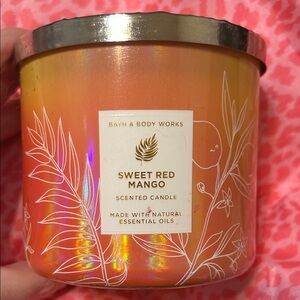 BATH & BODY WORKS
SWEET RED
MANGO
SCENTED CANDLE
MADE WITH NATURAL
ESSENTIAL OILS